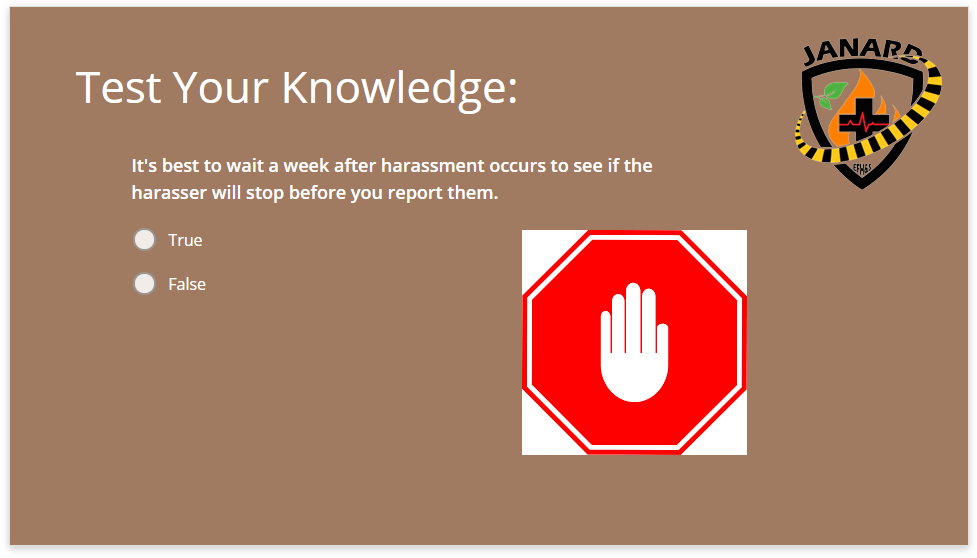 JANARD
Test Your Knowledge:
It's best to wait a week after harassment occurs to see if the
harasser will stop before you report them.
True
False